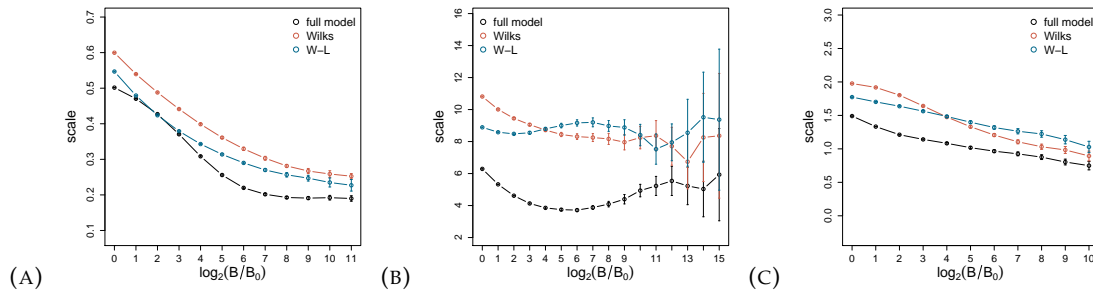 0.7
0.6
0.5
0.4
0.3
0.2
0.1
scale
full model
Wilks
W−L
0 1 2 3 4 5 6 7 8 9 10 11
log2(B/B0)
(A)
16
14
12
10
8
6
4
2
scale
full model
Wilks
W−L
0 1 2 3 4 5 6 7 8 9 11 13 15
log2(B/B0)
(B)
3.0
2.5
2.0
1.5
1.0
0.5
0.0
scale
full model
Wilks
W−L
0 1 2 3 4 5 6 7 8 9 10
log2(B/B0)
(C)